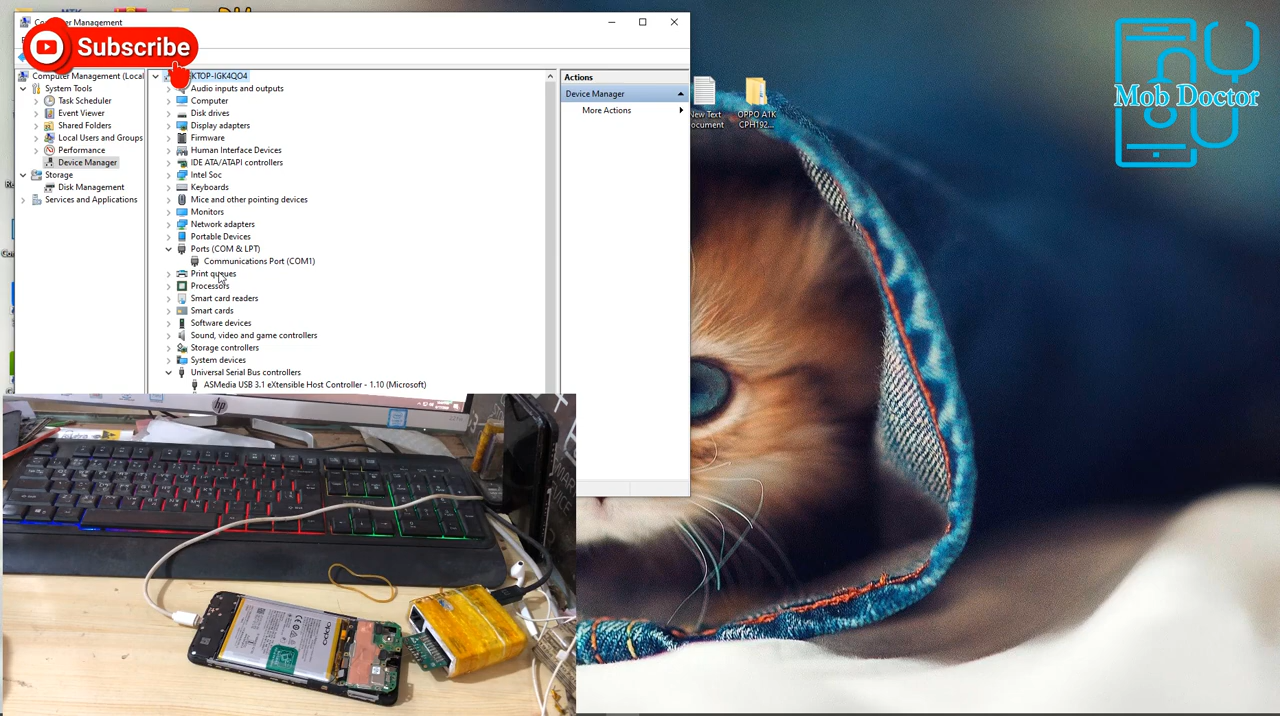 Computer Management
Subscribe
Computer Management (Local
System Tools
Task Scheduler
Event Viewer
Shared Folders
Local Users and Groups
Performance
Device Manager
Storage
Disk Management
Services and Applications
KTOP-IGK4QO4
Audio inputs and outputs
Computer
Disk drives
Display adapters
Firmware
Human Interface Devices
IDE ATA/ATAPI controllers
Intel Soc
Keyboards
Mice and other pointing devices
Monitors
Network adapters
Portable Devices
Ports (COM & LPT)
Communications Port (COM1)
Print queues
Processors
Smart card readers
Smart cards
Software devices
Sound, video and game controllers
Storage controllers
System devices
Universal Serial Bus controllers
ASMedia USB 3.1 eXtensible Host Controller - 1.10 (Microsoft)
Actions
Device Manager
More Actions
New Text
ocument
OPPO A1K
CPH192...
Mob Doctor
hp
oppo